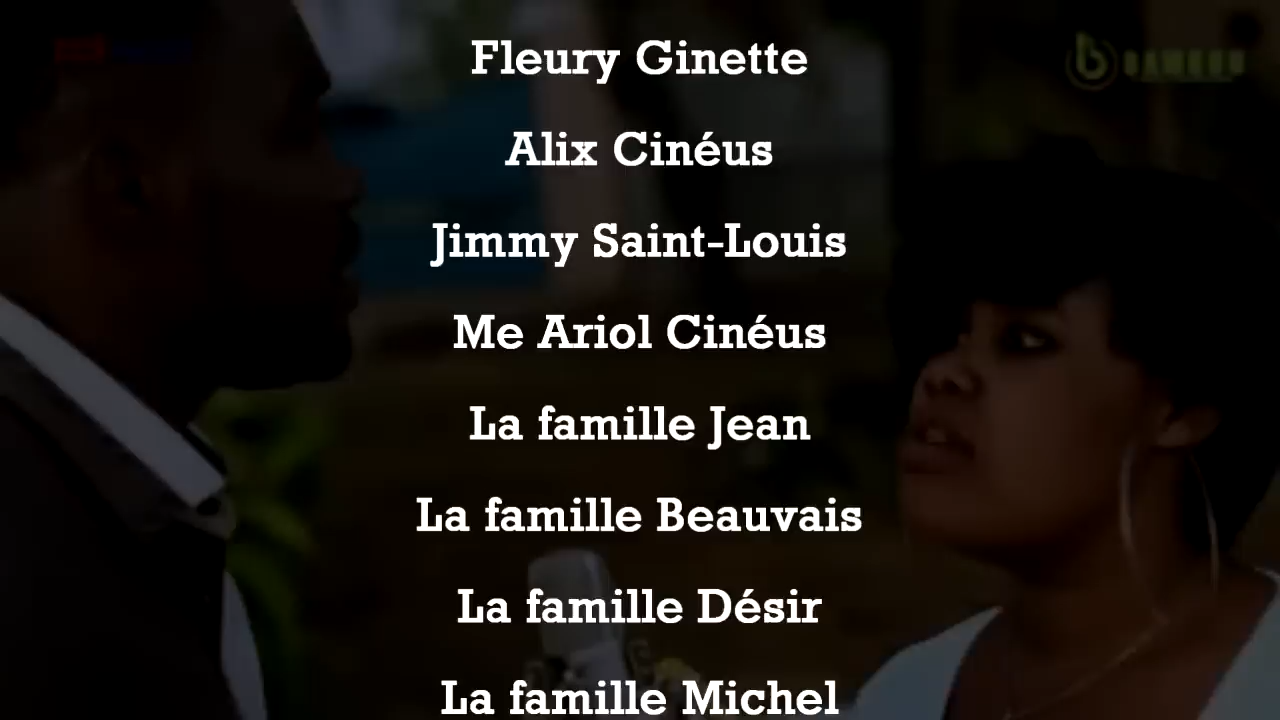 Fleury Ginette
Alix Cinéus
Jimmy Saint-Louis
Me Ariol Cinéus
La famille Jean
La famille Beauvais
La famille Désir
La famille Michel